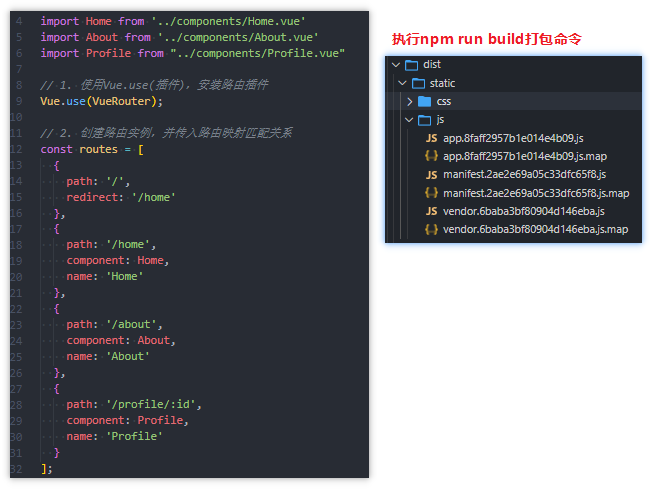 4 import Home from '../components/Home.vue'
5 import About from '../components/About.vue'
6 import Profile from "../components/Profile.vue"
7
8 // 1. 使用Vue.use(插件)，安装路由插件
9 Vue.use(VueRouter);
10
11 // 2. 创建路由实例，并传入路由映射匹配关系
12 const routes = [
13 {
14 path: '/',
15 redirect: '/home'
16 },
17 {
18 path: '/home',
19 component: Home,
20 name: 'Home'
21 },
22 {
23 path: '/about',
24 component: About,
25 name: 'About'
26 },
27 {
28 path: '/profile/:id',
29 component: Profile,
30 name: 'Profile'
31 }
32 ];
执行npm run build打包命令
dist
static
css
js
JS app.8faff2957b1e014e4b09.js
{} app.8faff2957b1e014e4b09.js.map
JS manifest.2ae2e69a05c33dfc65f8.js
{} manifest.2ae2e69a05c33dfc65f8.js.map
JS vendor.6baba3bf80904d146eba.js
{} vendor.6baba3bf80904d146eba.js.map